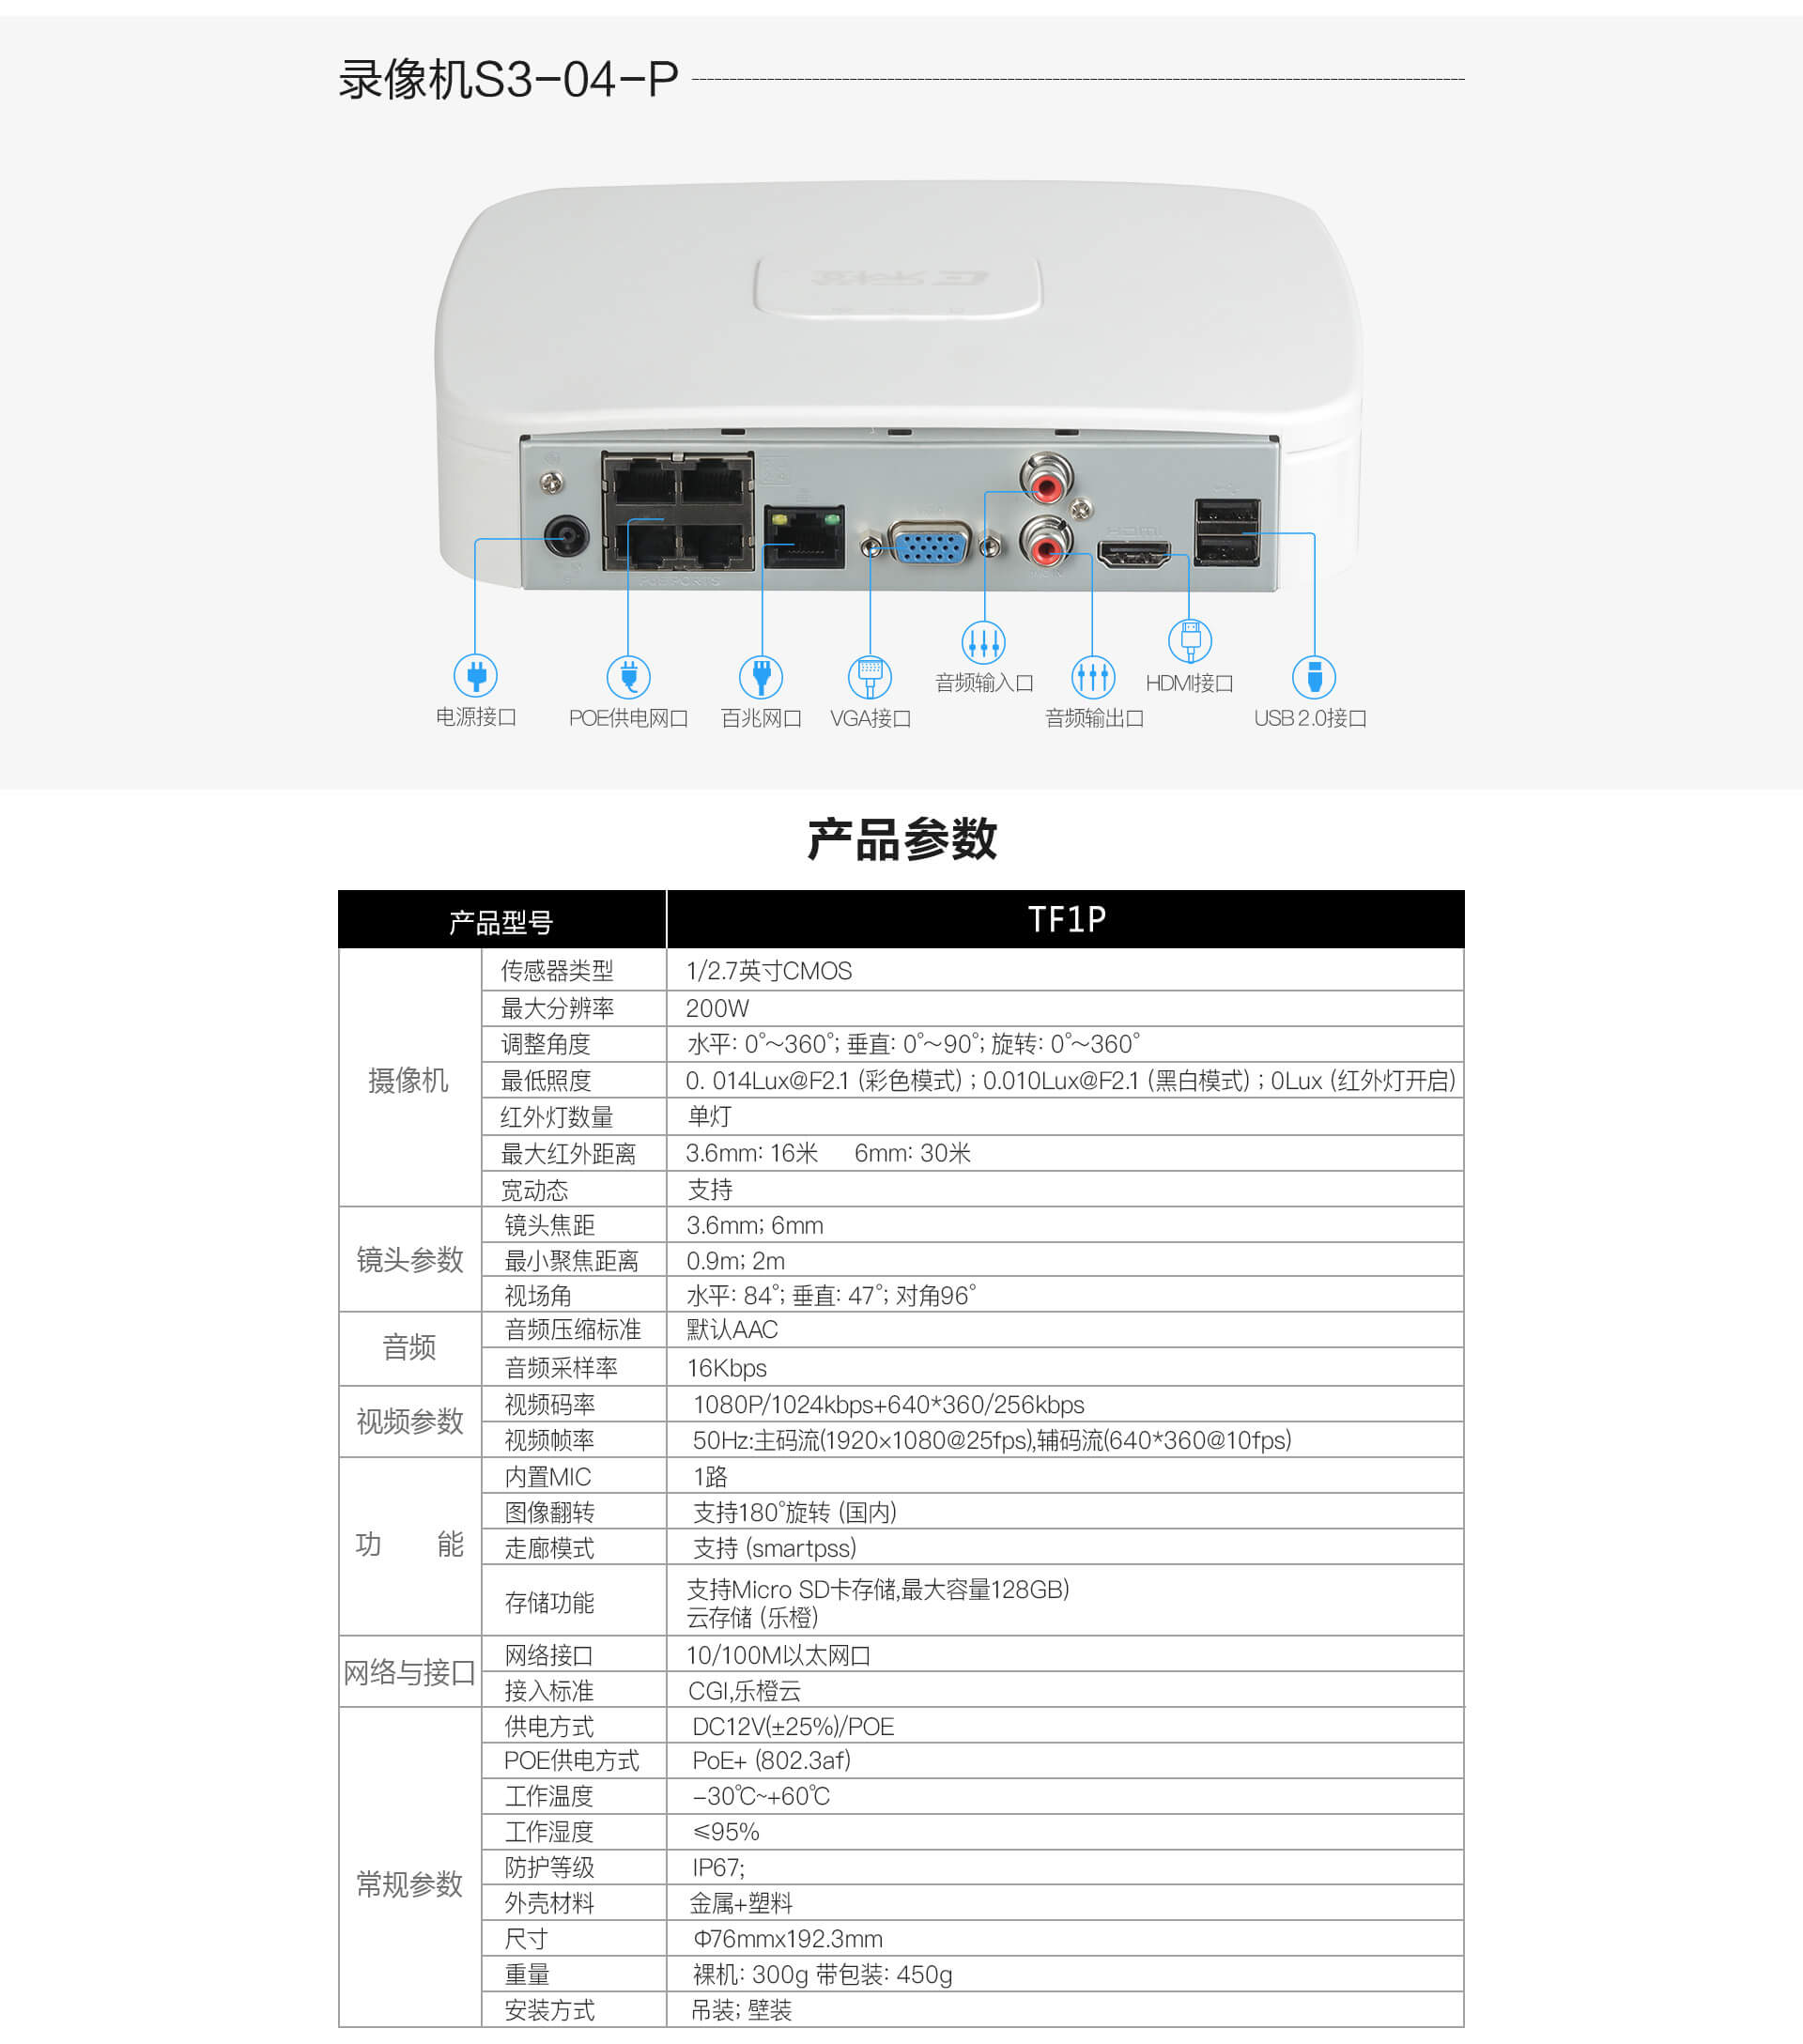 录像机S3-04-P
HDMI
PoE PORTS
音频输入口
HDMI接口
电源接口
POE供电网口
百兆网口
VGA接口
音频输出口
USB 2.0接口
产品参数
产品型号 TF1P
摄像机
传感器类型 1/2.7英寸CMOS
最大分辨率 200W
调整角度 水平: 0°~360°; 垂直: 0°~90°; 旋转: 0°~360°
最低照度 0. 014Lux@F2.1 (彩色模式) ; 0.010Lux@F2.1 (黑白模式) ; 0Lux (红外灯开启)
红外灯数量 单灯
最大红外距离 3.6mm: 16米 6mm: 30米
宽动态 支持
镜头参数
镜头焦距 3.6mm; 6mm
最小聚焦距离 0.9m; 2m
视场角 水平: 84°; 垂直: 47°; 对角96°
音频
音频压缩标准 默认AAC
音频采样率 16Kbps
视频参数
视频码率 1080P/1024kbps+640*360/256kbps
视频帧率 50Hz:主码流(1920×1080@25fps),辅码流(640*360@10fps)
功 能
内置MIC 1路
图像翻转 支持180°旋转 (国内)
走廊模式 支持 (smartpss)
存储功能 支持Micro SD卡存储,最大容量128GB)
云存储 (乐橙)
网络与接口
网络接口 10/100M以太网口
接入标准 CGI,乐橙云
常规参数
供电方式 DC12V(±25%)/POE
POE供电方式 PoE+ (802.3af)
工作温度 -30℃~+60℃
工作湿度 ≤95%
防护等级 IP67;
外壳材料 金属+塑料
尺寸 Φ76mmx192.3mm
重量 裸机: 300g 带包装: 450g
安装方式 吊装; 壁装